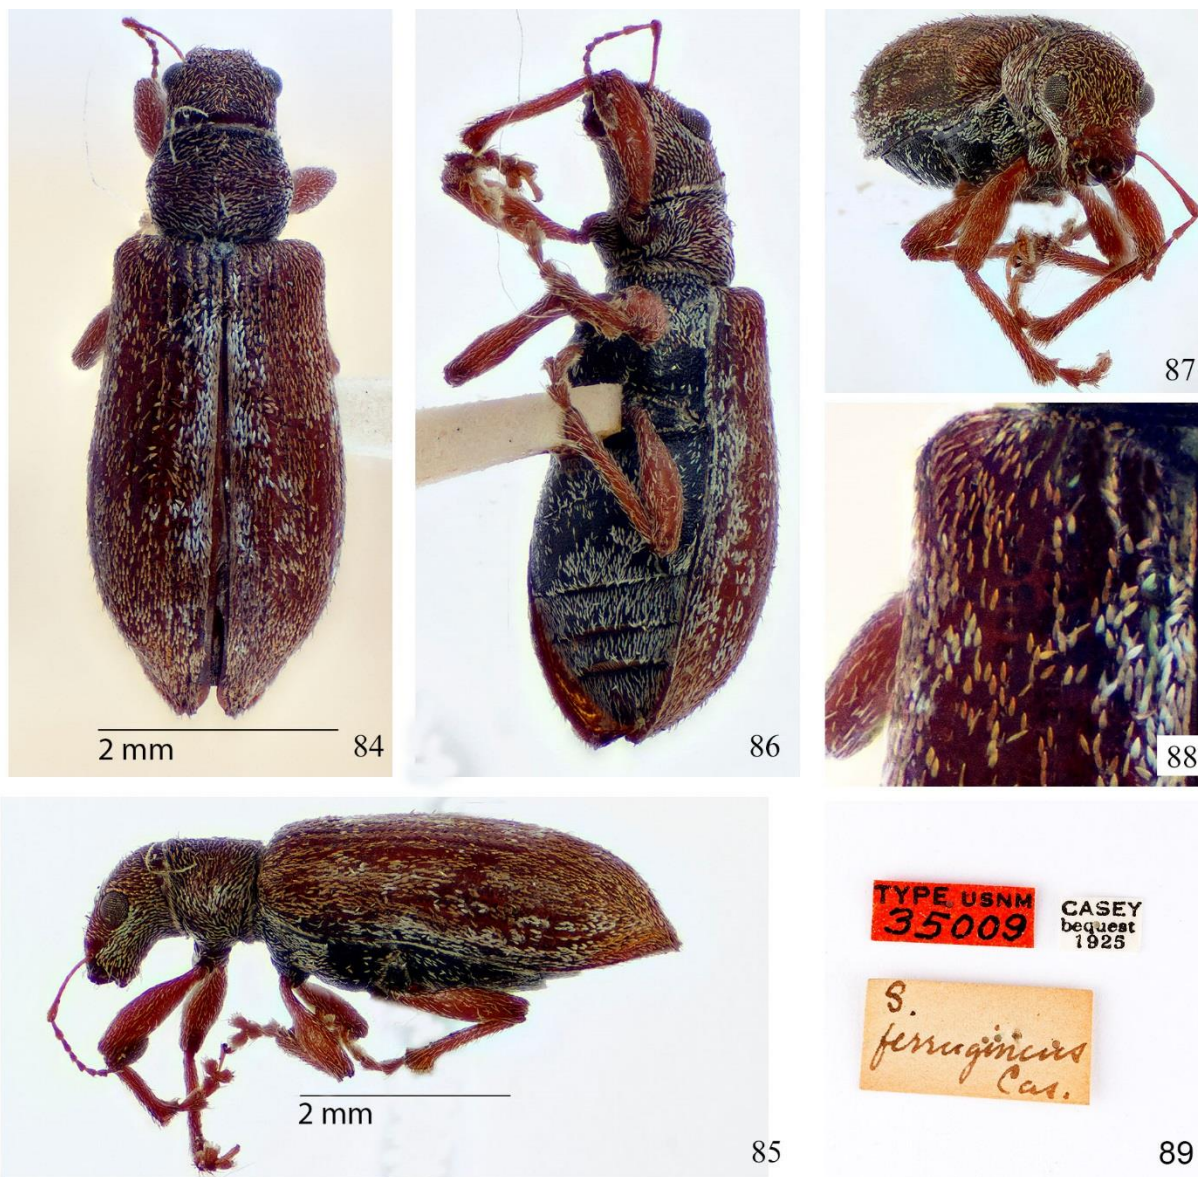 84
2 mm
86
87
88
85
2 mm
TYPE USNM
35009
CASEY
bequest
1925
S.
ferrugineus
Cas.
89